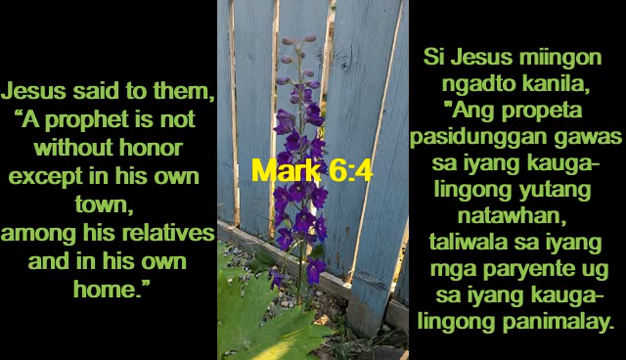 Jesus said to them,
“A prophet is not
without honor
except in his own
town,
among his relatives
and in his own
home.”
Mark 6:4
Si Jesus miingon
ngadto kanila,
"Ang propeta
pasidunggan gawas
sa iyang kauga-
lingong yutang
natawhan,
taliwala sa iyang
mga paryente ug
sa iyang kauga-
lingong panimalay.